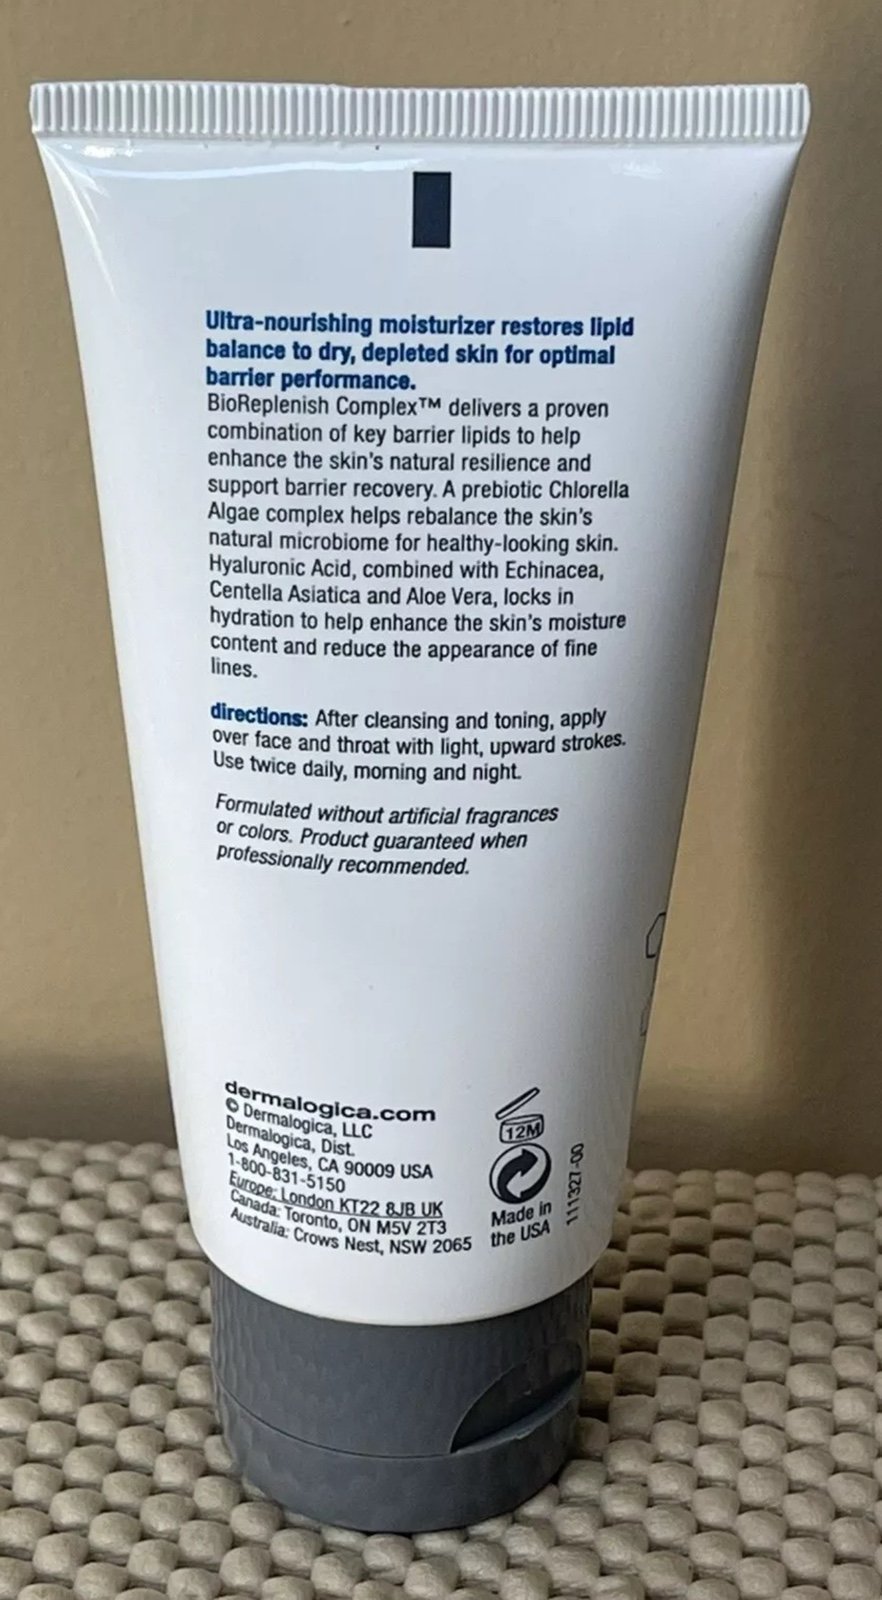 Ultra-nourishing moisturizer restores lipid
balance to dry, depleted skin for optimal
barrier performance.
BioReplenish Complex™ delivers a proven
combination of key barrier lipids to help
enhance the skin's natural resilience and
support barrier recovery. A prebiotic Chlorella
Algae complex helps rebalance the skin's
natural microbiome for healthy-looking skin.
Hyaluronic Acid, combined with Echinacea,
Centella Asiatica and Aloe Vera, locks in
hydration to help enhance the skin's moisture
content and reduce the appearance of fine
lines.
directions: After cleansing and toning, apply
over face and throat with light, upward strokes.
Use twice daily, morning and night.
Formulated without artificial fragrances
or colors. Product guaranteed when
professionally recommended.
dermalogica.com
© Dermalogica, LLC
Dermalogica, Dist.
Los Angeles, CA 90009 USA
1-800-831-5150
Europe: London KT22 8JB UK
Canada: Toronto, ON M5V 2T3
Australia: Crows Nest, NSW 2065
12M
Made in
the USA
111327-00